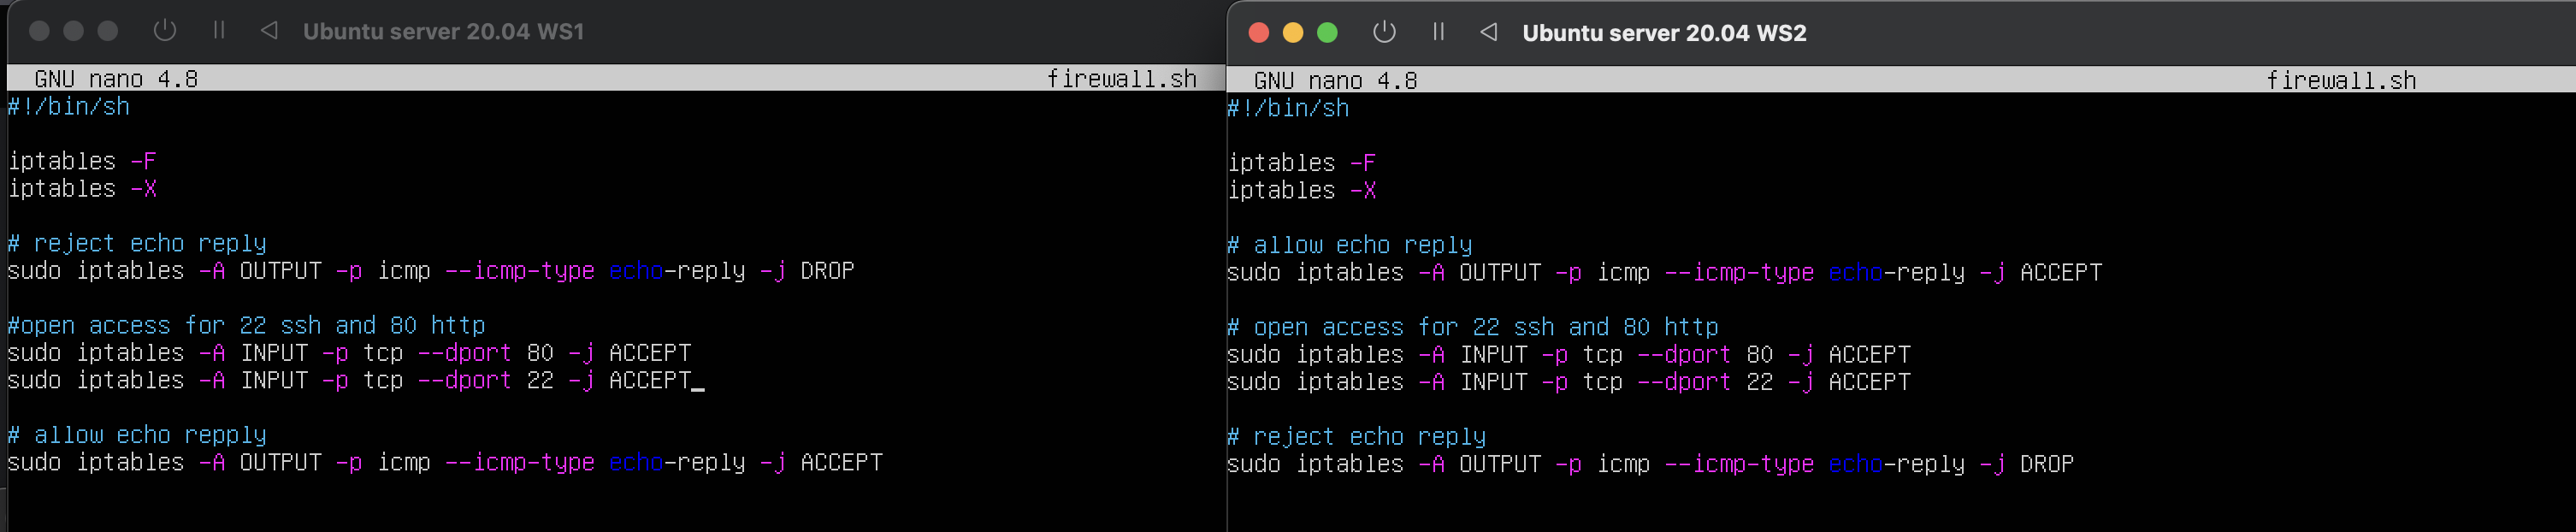 Ubuntu server 20.04 WS1
GNU nano 4.8 firewall.sh
#!/bin/sh
iptables -F
iptables -X
# reject echo reply
sudo iptables -A OUTPUT -p icmp --icmp-type echo-reply -j DROP
#open access for 22 ssh and 80 http
sudo iptables -A INPUT -p tcp --dport 80 -j ACCEPT
sudo iptables -A INPUT -p tcp --dport 22 -j ACCEPT_
# allow echo repply
sudo iptables -A OUTPUT -p icmp --icmp-type echo-reply -j ACCEPT
Ubuntu server 20.04 WS2
GNU nano 4.8 firewall.sh
#!/bin/sh
iptables -F
iptables -X
# allow echo reply
sudo iptables -A OUTPUT -p icmp --icmp-type echo-reply -j ACCEPT
# open access for 22 ssh and 80 http
sudo iptables -A INPUT -p tcp --dport 80 -j ACCEPT
sudo iptables -A INPUT -p tcp --dport 22 -j ACCEPT
# reject echo reply
sudo iptables -A OUTPUT -p icmp --icmp-type echo-reply -j DROP